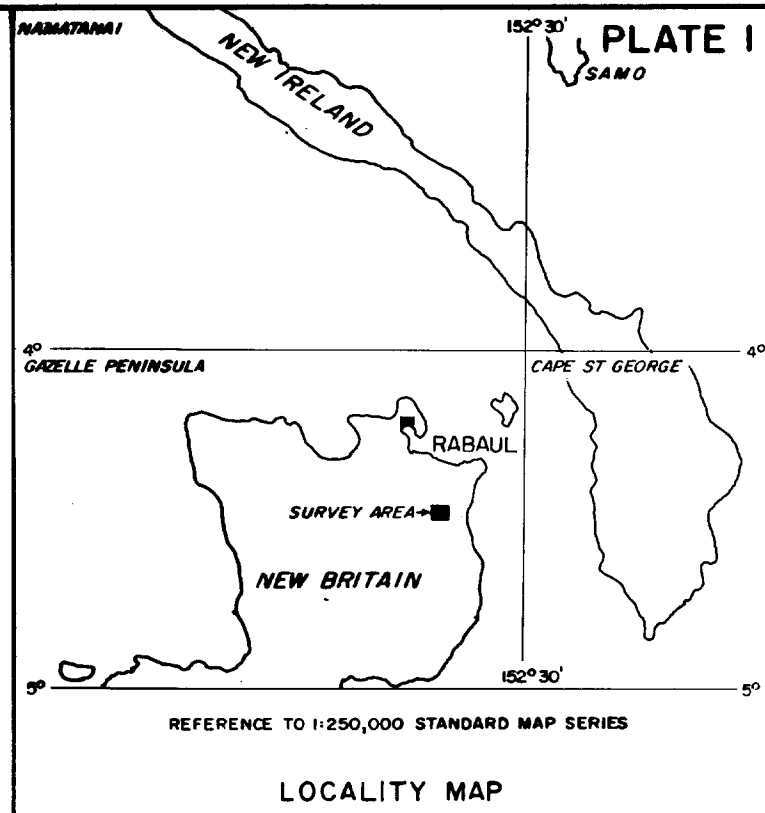 NAMATANAI
152° 30'
PLATE I
SAMO
NEW IRELAND
4°
4°
GAZELLE PENINSULA
CAPE ST GEORGE
RABAUL
SURVEY AREA
NEW BRITAIN
152° 30'
5°
5°
REFERENCE TO 1:250,000 STANDARD MAP SERIES
LOCALITY MAP